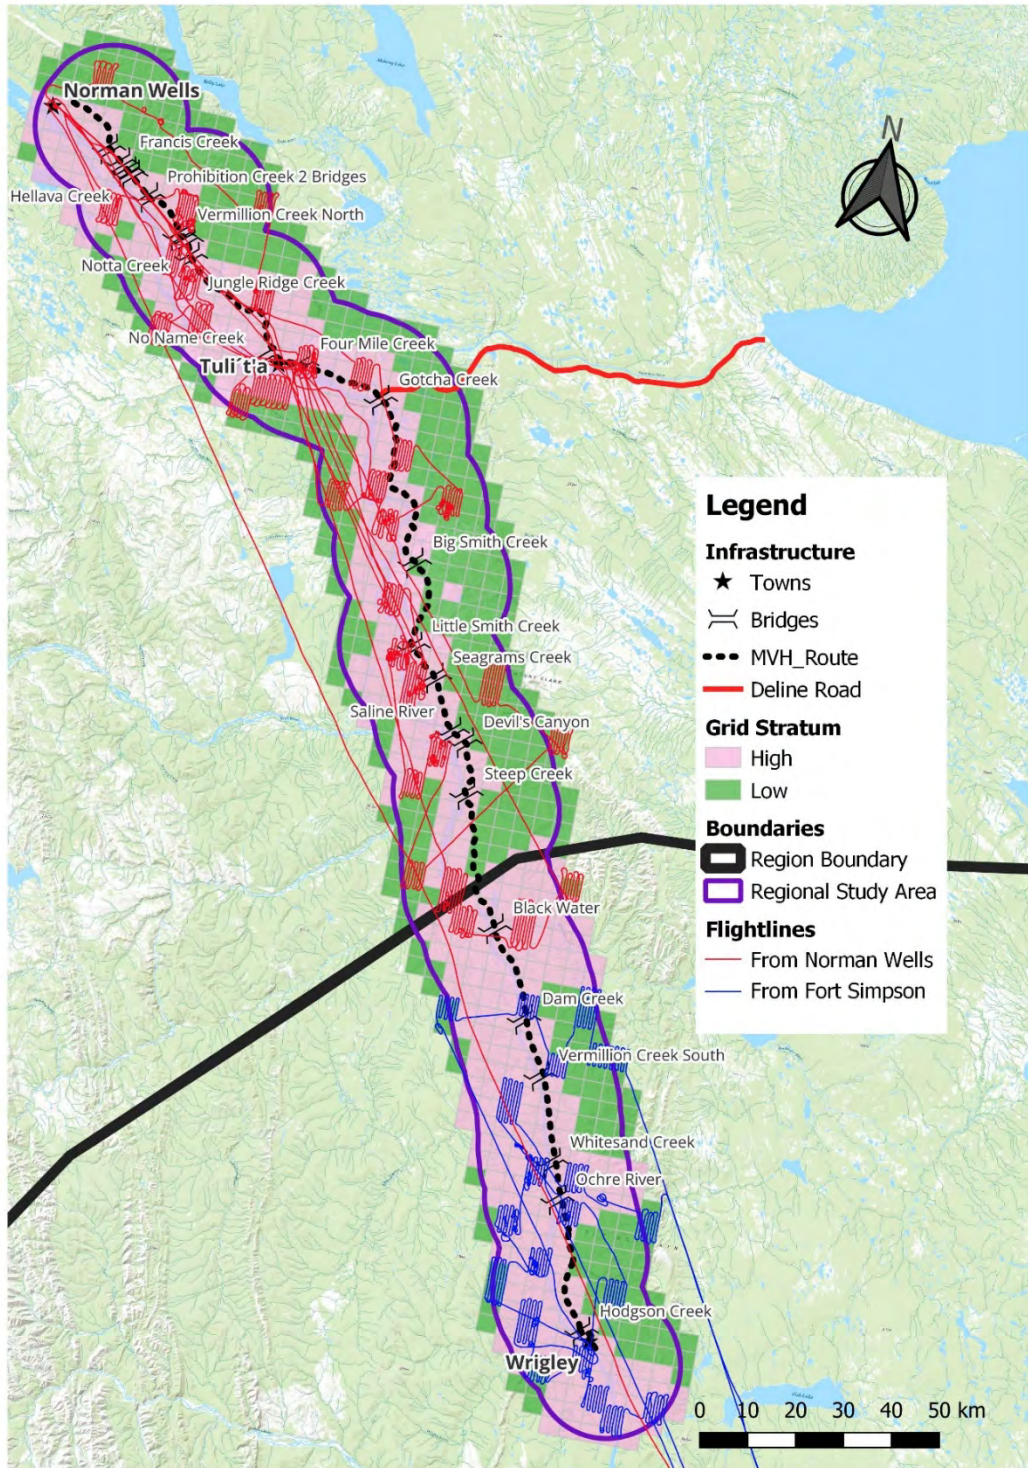 N
Norman Wells
Francis Creek
Prohibition Creek 2 Bridges
Hellava Creek
Vermillion Creek North
Notta Creek
Jungle Ridge Creek
No Name Creek
Four Mile Creek
Tuli´t'a
Gotcha Creek
Big Smith Creek
Little Smith Creek
Seagrams Creek
Saline River
Devil's Canyon
Steep Creek
Black Water
Dam Creek
Vermillion Creek South
Whitesand Creek
Ochre River
Hodgson Creek
Wrigley
Legend
Infrastructure
Towns
Bridges
MVH_Route
Deline Road
Grid Stratum
High
Low
Boundaries
Region Boundary
Regional Study Area
Flightlines
From Norman Wells
From Fort Simpson
0 10 20 30 40 50 km